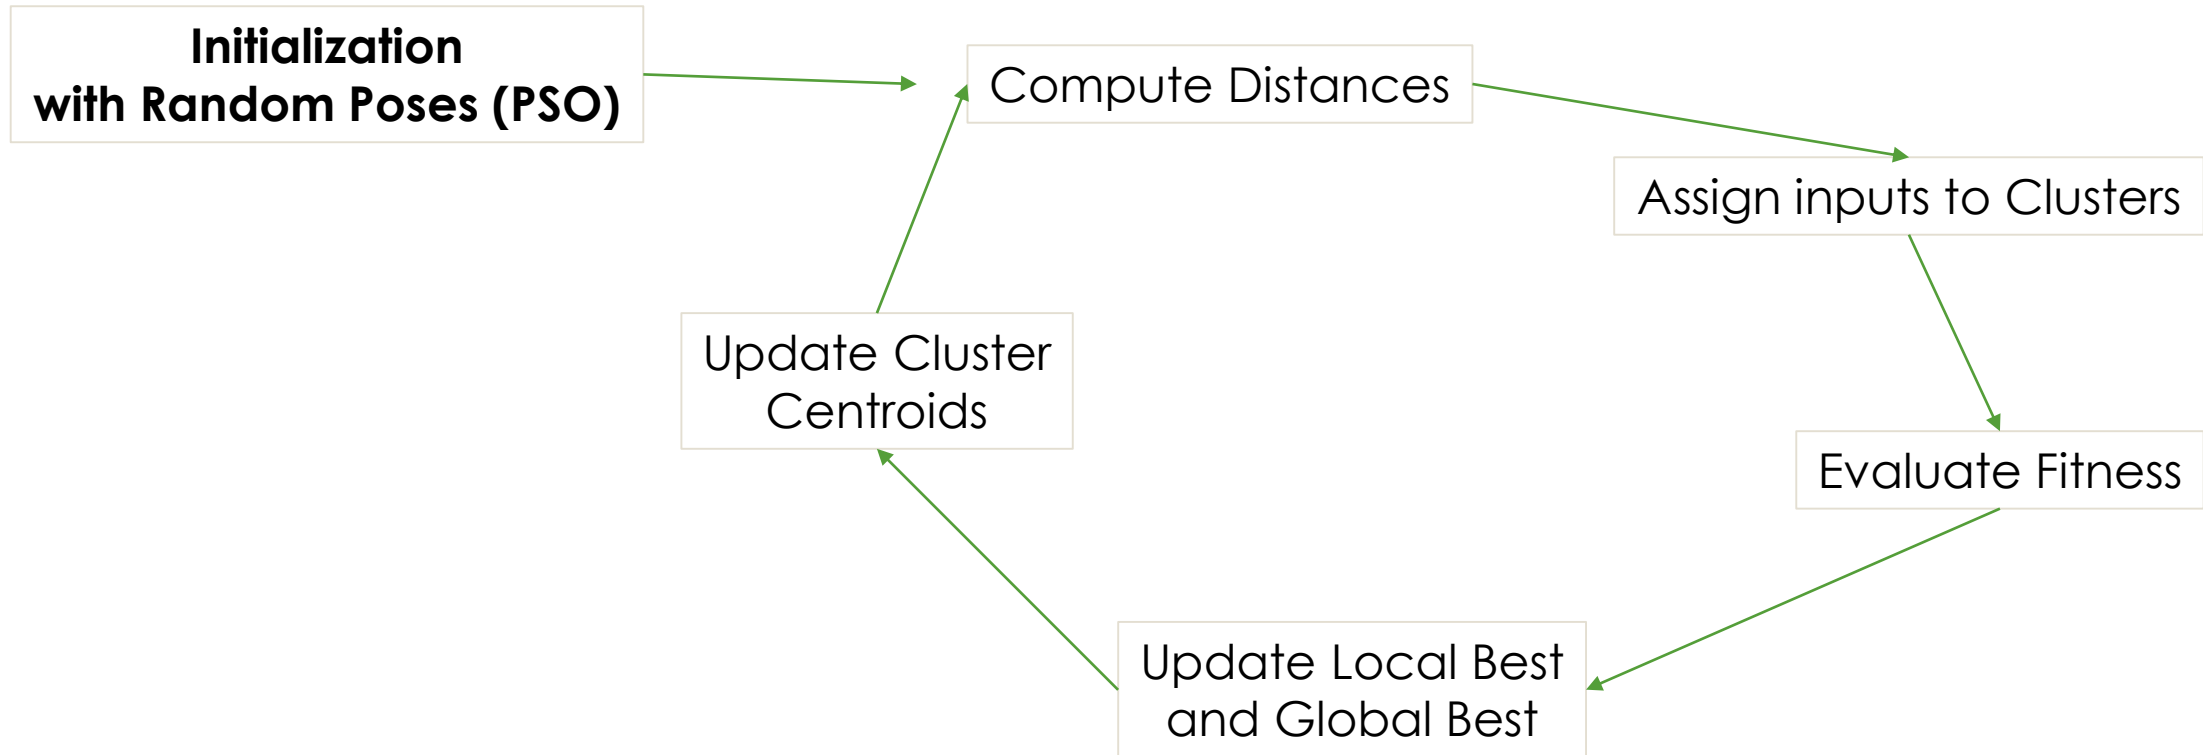 Initialization
with Random Poses (PSO)
Compute Distances
Assign inputs to Clusters
Evaluate Fitness
Update Local Best
and Global Best
Update Cluster
Centroids